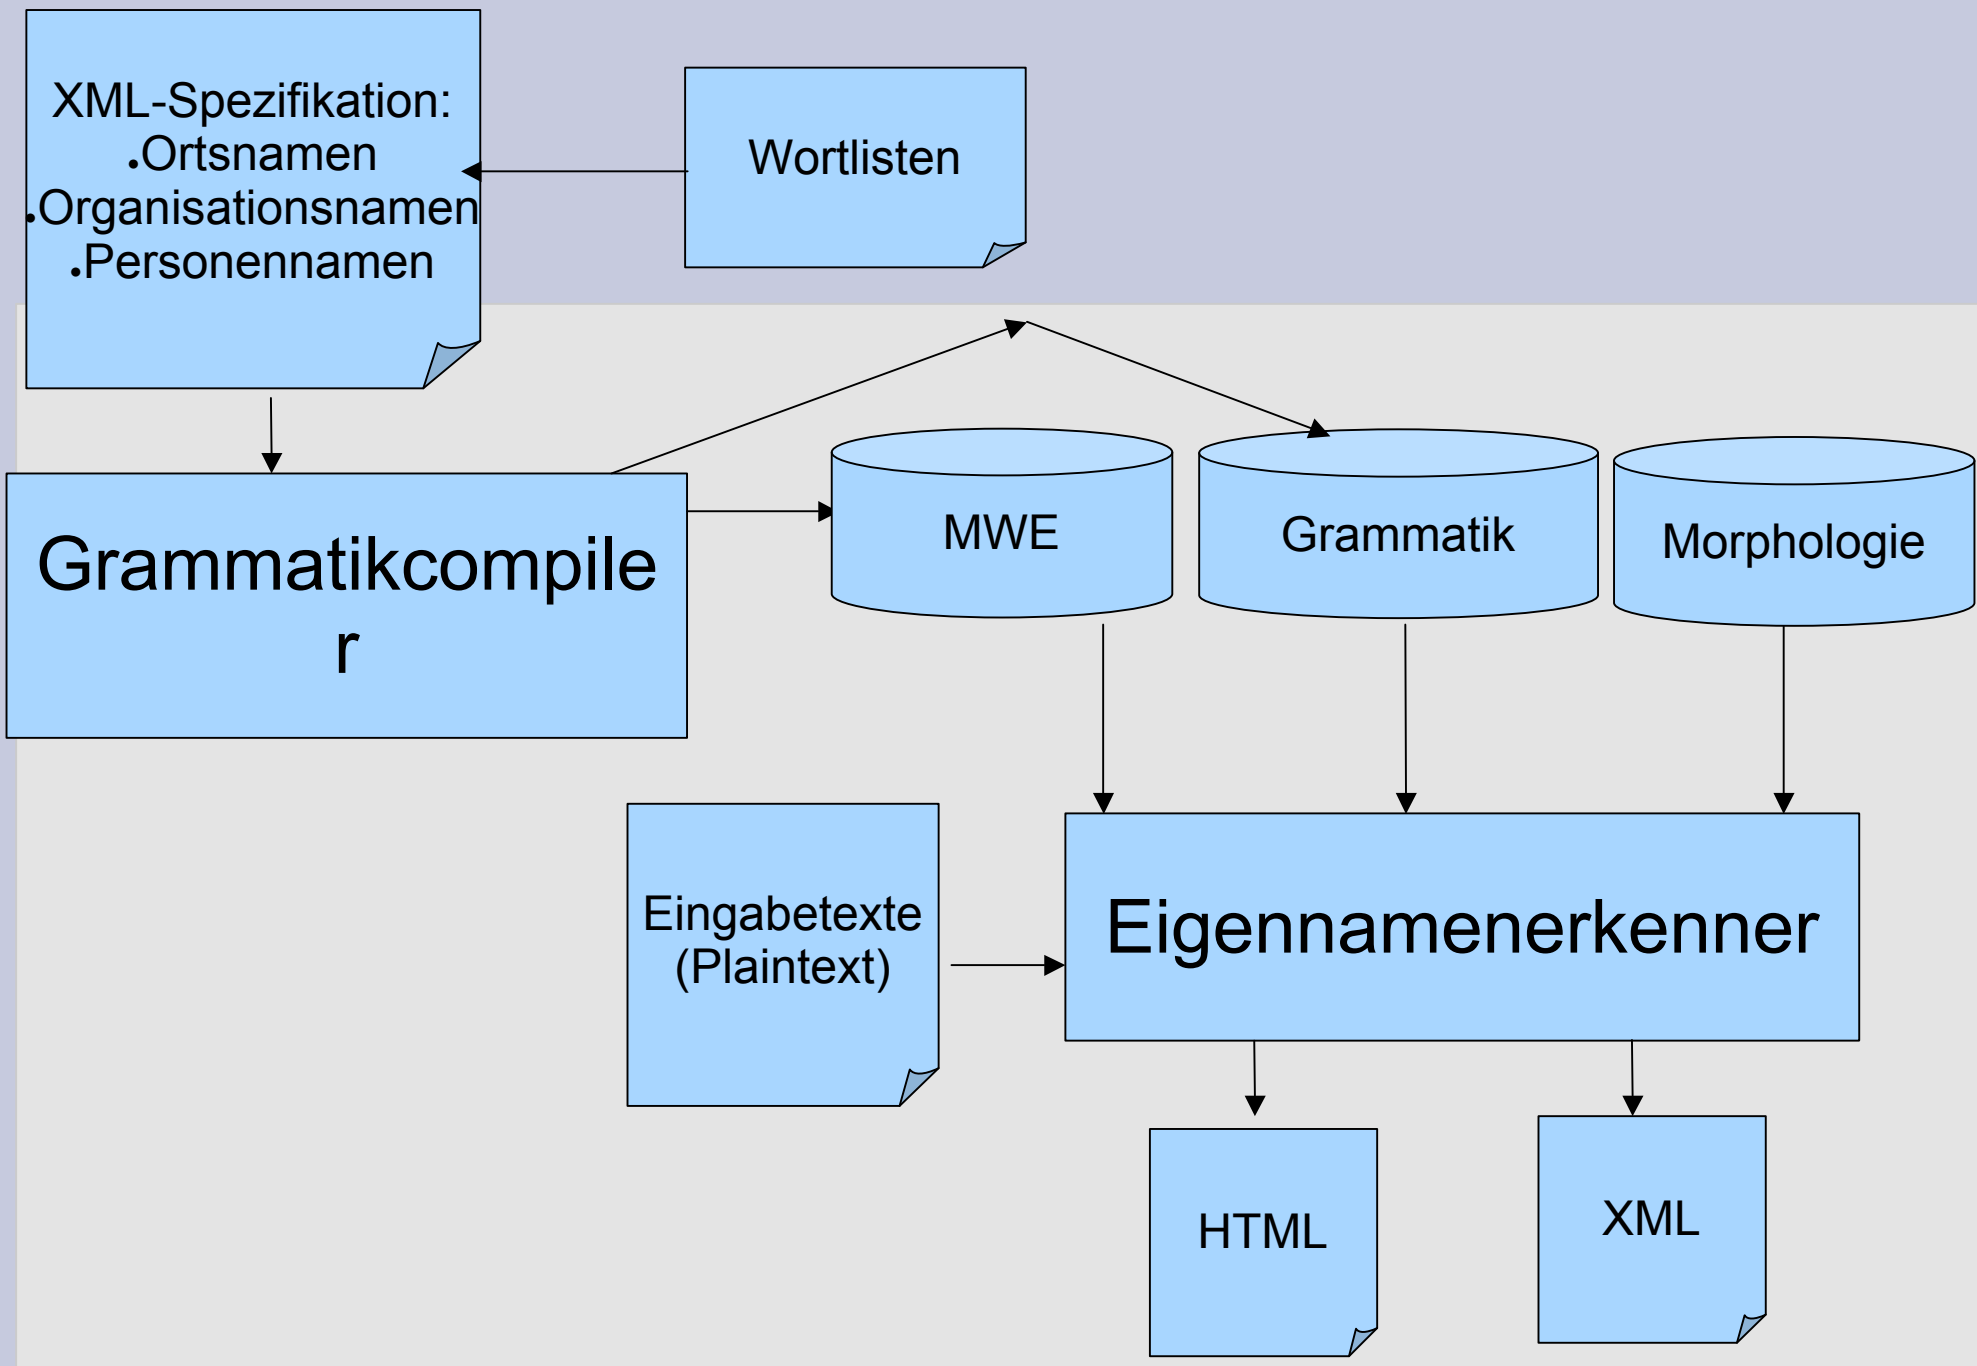 XML-Spezifikation:
●Ortsnamen
●Organisationsnamen
●Personennamen
Wortlisten
Grammatikcompile
r
MWE
Grammatik
Morphologie
Eingabetexte
(Plaintext)
Eigennamenerkenner
HTML
XML